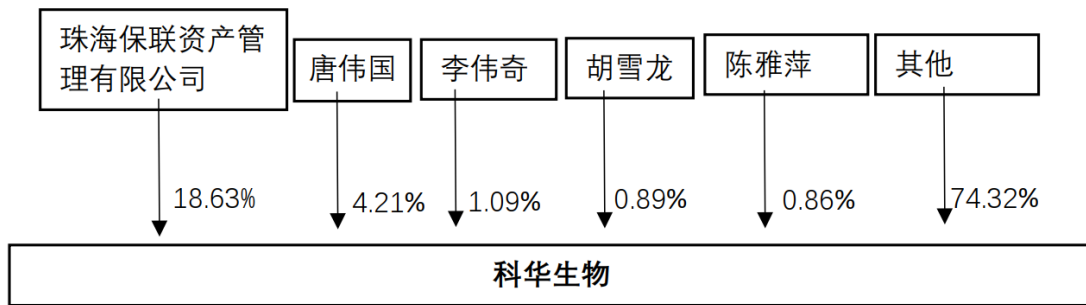 珠海保联资产管
理有限公司
唐伟国
李伟奇
胡雪龙
陈雅萍
其他
18.63%
4.21%
1.09%
0.89%
0.86%
74.32%
科华生物